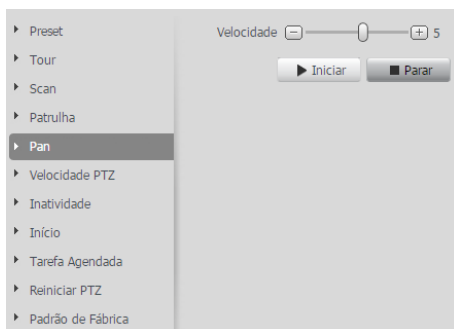 Preset
Tour
Scan
Patrulha
Pan
Velocidade PTZ
Inatividade
Início
Tarefa Agendada
Reiniciar PTZ
Padrão de Fábrica
Velocidade 5
Iniciar Parar